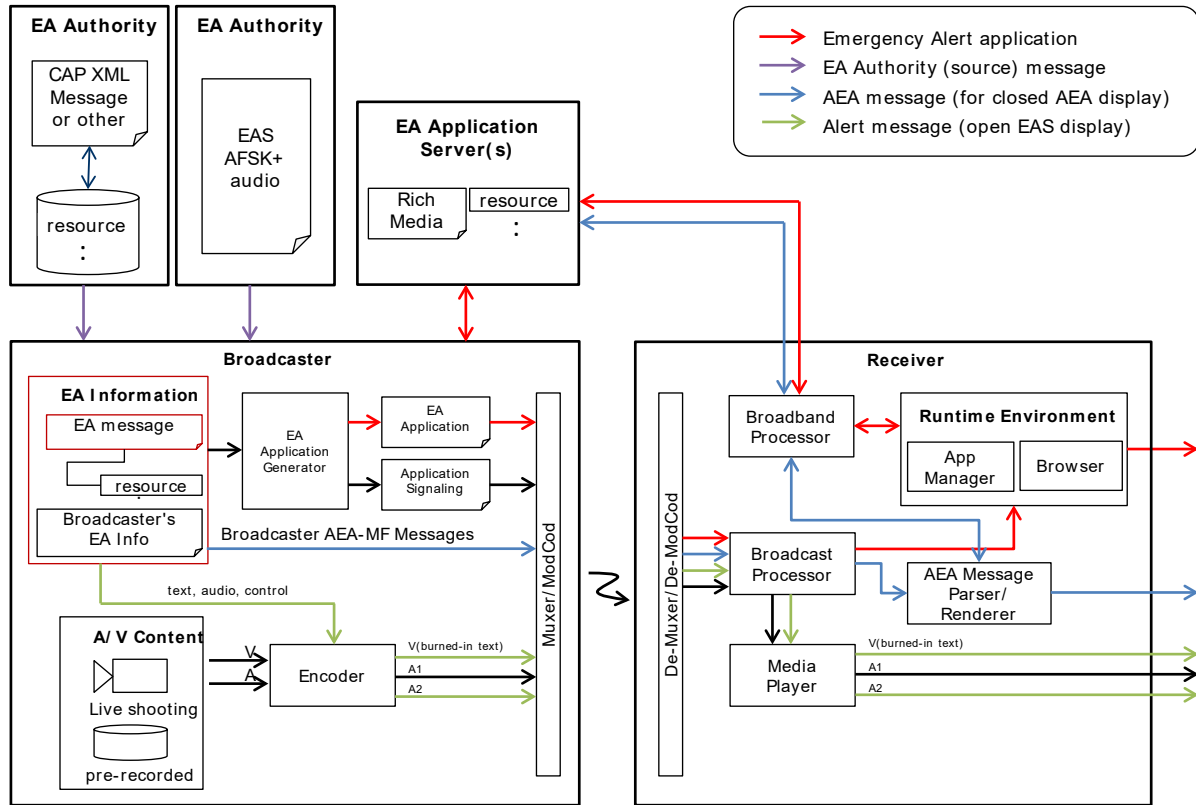 EA Authority
CAP XML
Message
or other
resource
:
EA Authority
EAS
AFSK+
audio
EA Application
Server(s)
Rich
Media
resource
:
Emergency Alert application
EA Authority (source) message
AEA message (for closed AEA display)
Alert message (open EAS display)
Broadcaster
EA Information
EA message
resource
:
Broadcaster's
EA Info
EA
Application
Generator
EA
Application
Application
Signaling
Broadcaster AEA-MF Messages
text, audio, control
A/V Content
Live shooting
pre-recorded
V
A
Encoder
V(burned-in text)
A1
A2
Muxer/ModCod
Receiver
De-Muxer/De-ModCod
Broadband
Processor
Runtime Environment
App
Manager
Browser
Broadcast
Processor
AEA Message
Parser/
Renderer
Media
Player
V(burned-in text)
A1
A2